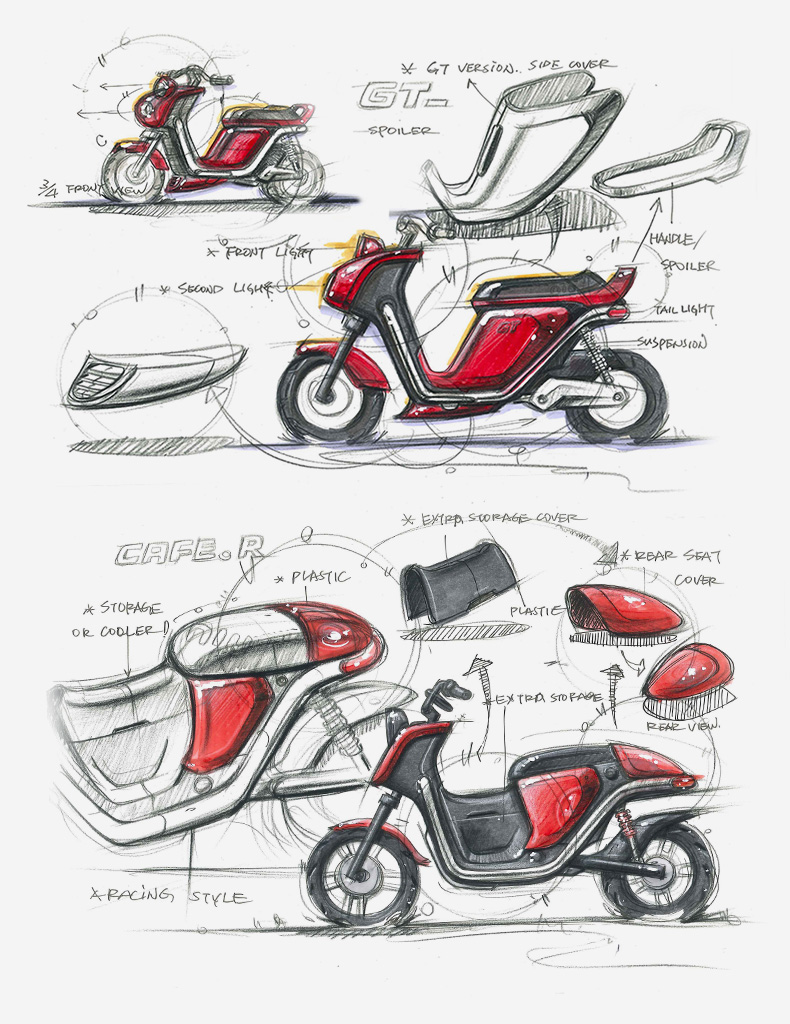 * GT VERSION.. SIDE COVER
GT
SPOILER
3/4 FRONT VIEW
* FRONT LIGHT
* SECOND LIGHT
HANDLE/
SPOILER
TAIL LIGHT
SUSPENSION
GT
* EXTRA STORAGE COVER
CAFE.R
* PLASTIC
* REAR SEAT
COVER
* STORAGE
OR COOLER!)
PLASTIC
* EXTRA STORAGE
REAR VIEW.
* RACING STYLE